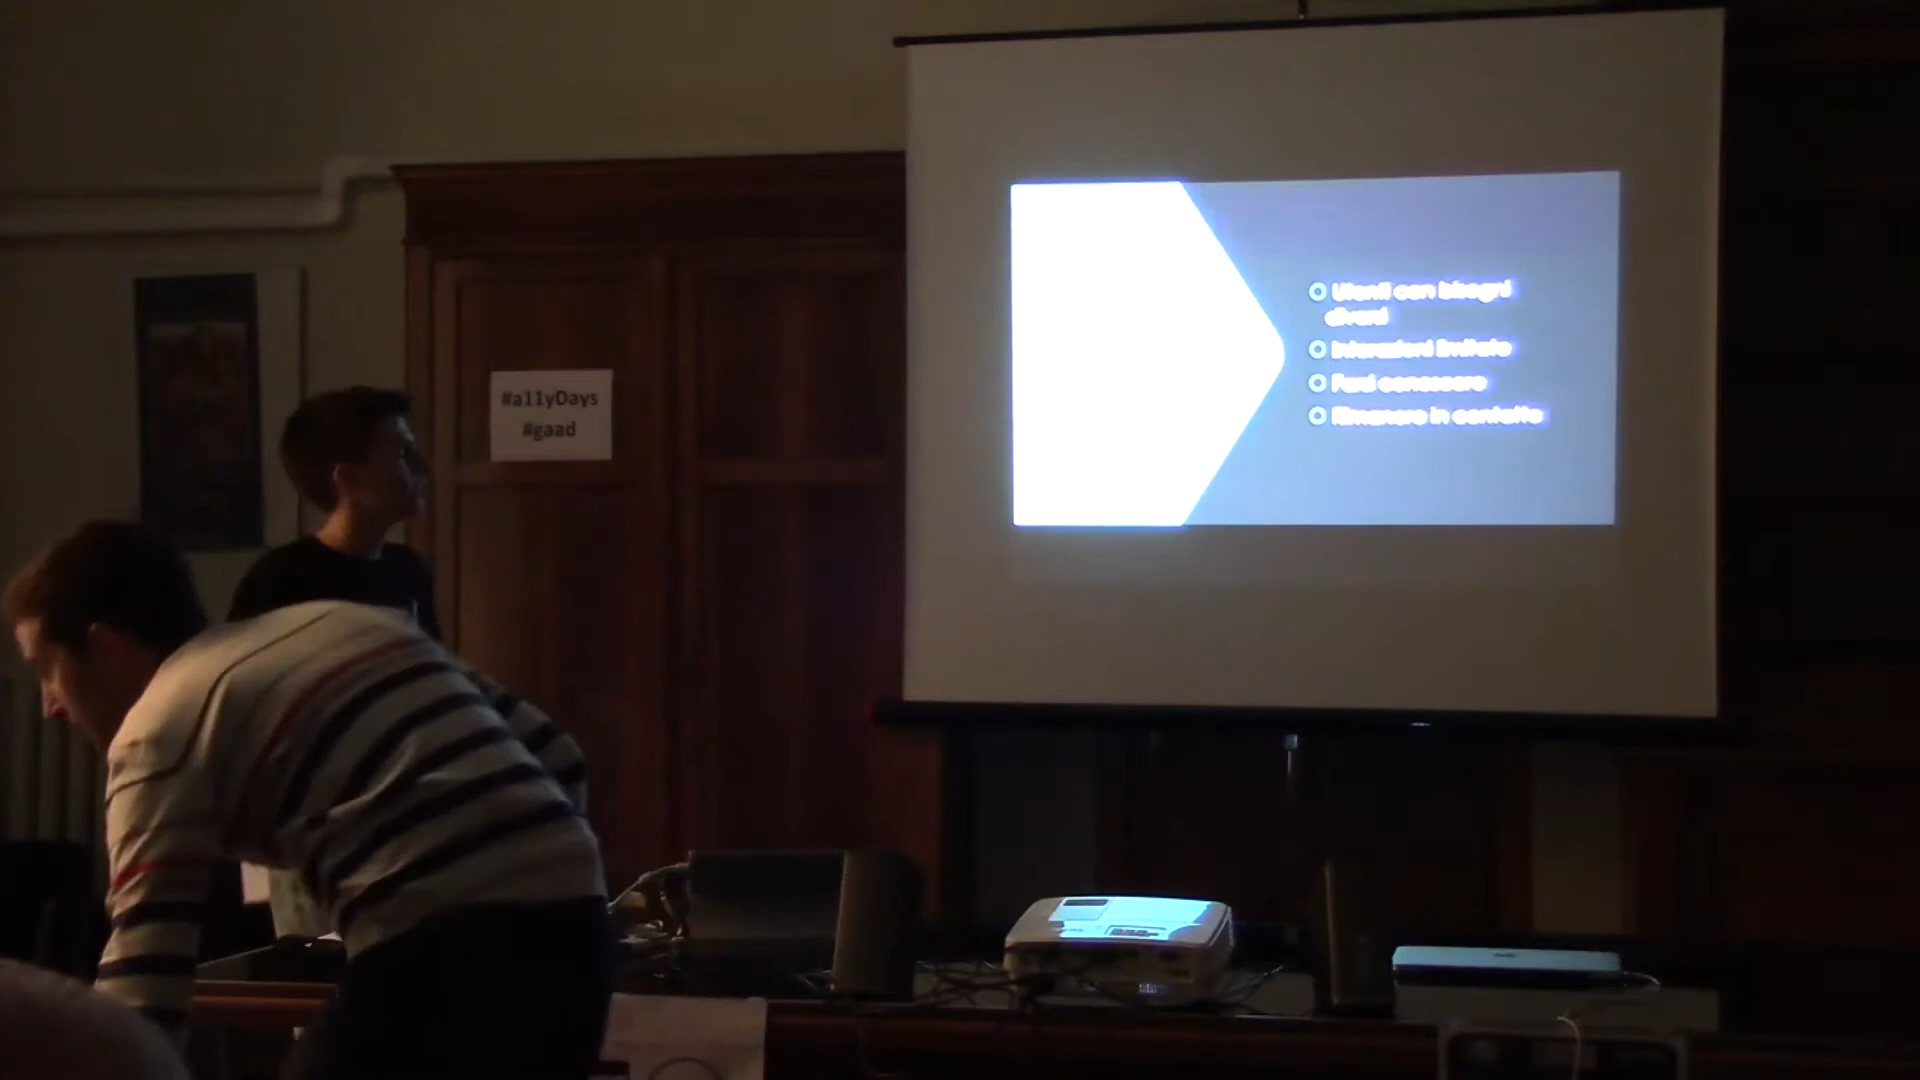 #a11yDays
#gaad
Utenti con bisogni
diversi
Interazioni limitate
Farsi conoscere
Rimanere in contatto